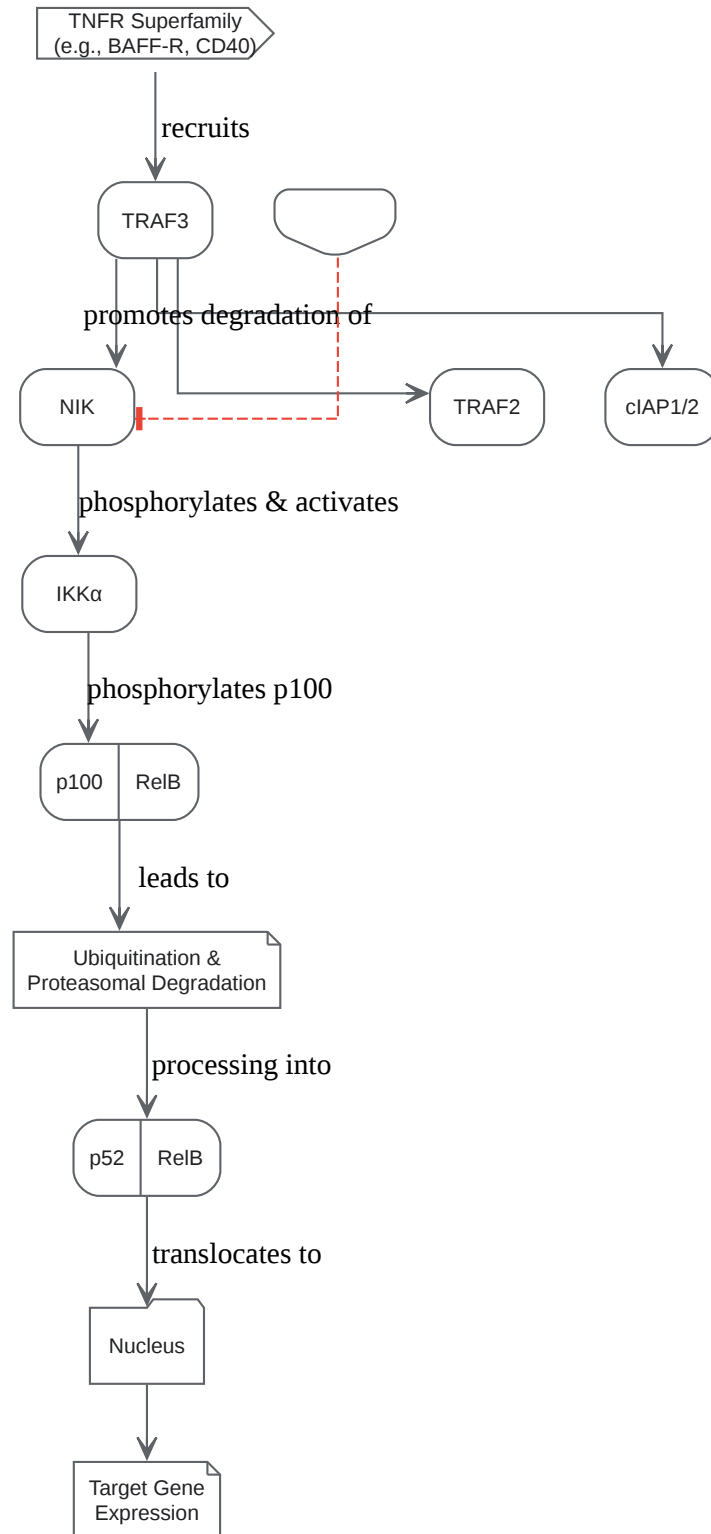 TNFR Superfamily
(e.g., BAFF-R, CD40)
recruits
TRAF3
promotes degradation of
NIK
TRAF2
cIAP1/2
phosphorylates & activates
IKKα
phosphorylates p100
p100
RelB
leads to
Ubiquitination &
Proteasomal Degradation
processing into
p52
RelB
translocates to
Nucleus
Target Gene
Expression